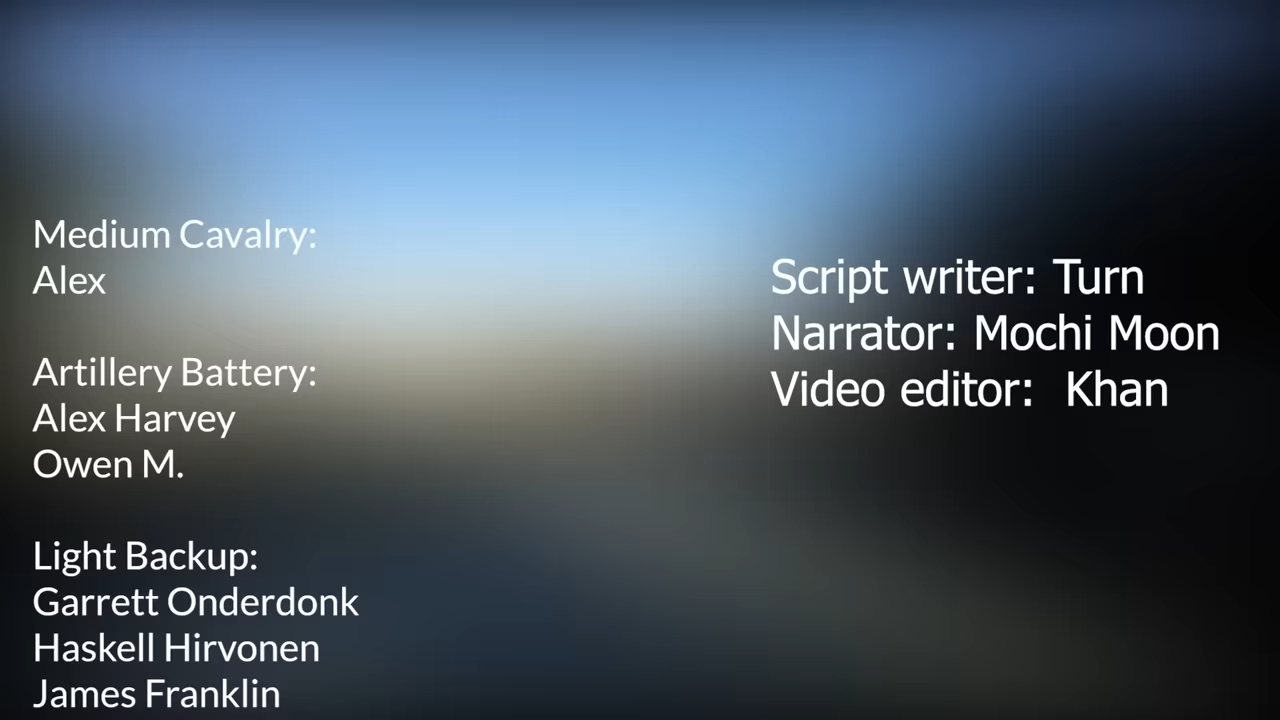 Medium Cavalry:
Alex
Artillery Battery:
Alex Harvey
Owen M.
Light Backup:
Garrett Onderdonk
Haskell Hirvonen
James Franklin
Script writer: Turn
Narrator: Mochi Moon
Video editor:  Khan